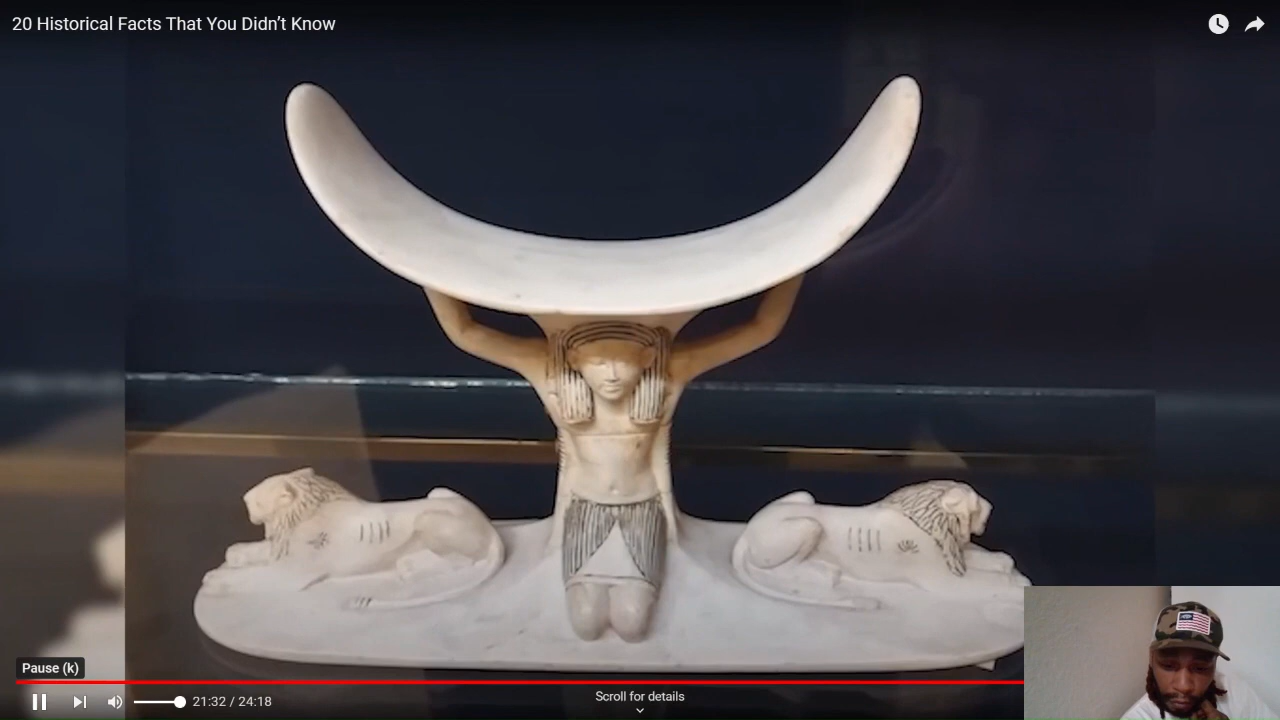 20 Historical Facts That You Didn’t Know
Pause (k)
21:32 / 24:18
Scroll for details